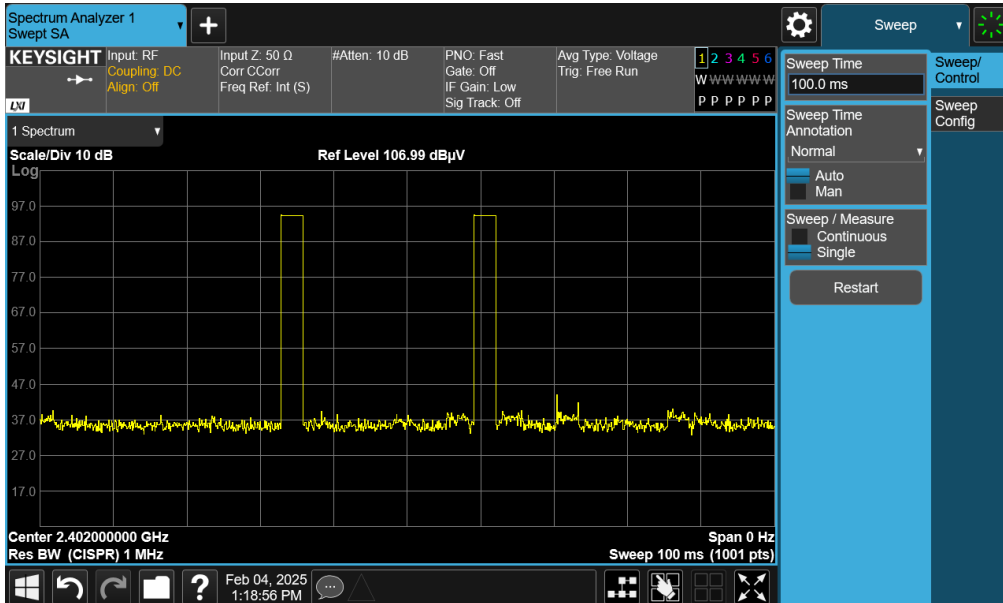 Spectrum Analyzer 1
Swept SA
+
Sweep
KEYSIGHT
LXI
Input: RF
Coupling: DC
Align: Off
Input Z: 50 Ω
Corr CCorr
Freq Ref: Int (S)
#Atten: 10 dB
PNO: Fast
Gate: Off
IF Gain: Low
Sig Track: Off
Avg Type: Voltage
Trig: Free Run
1 2 3 4 5 6
W W W W W W
P P P P P P
Sweep Time
100.0 ms
Sweep Time
Annotation
Normal
Auto
Man
Sweep / Measure
Continuous
Single
Restart
Sweep/
Control
Sweep
Config
1 Spectrum
Scale/Div 10 dB
Ref Level 106.99 dBµV
Log
97.0
87.0
77.0
67.0
57.0
47.0
37.0
27.0
17.0
Center 2.402000000 GHz
Span 0 Hz
Res BW (CISPR) 1 MHz
Sweep 100 ms (1001 pts)
?
Feb 04, 2025
1:18:56 PM